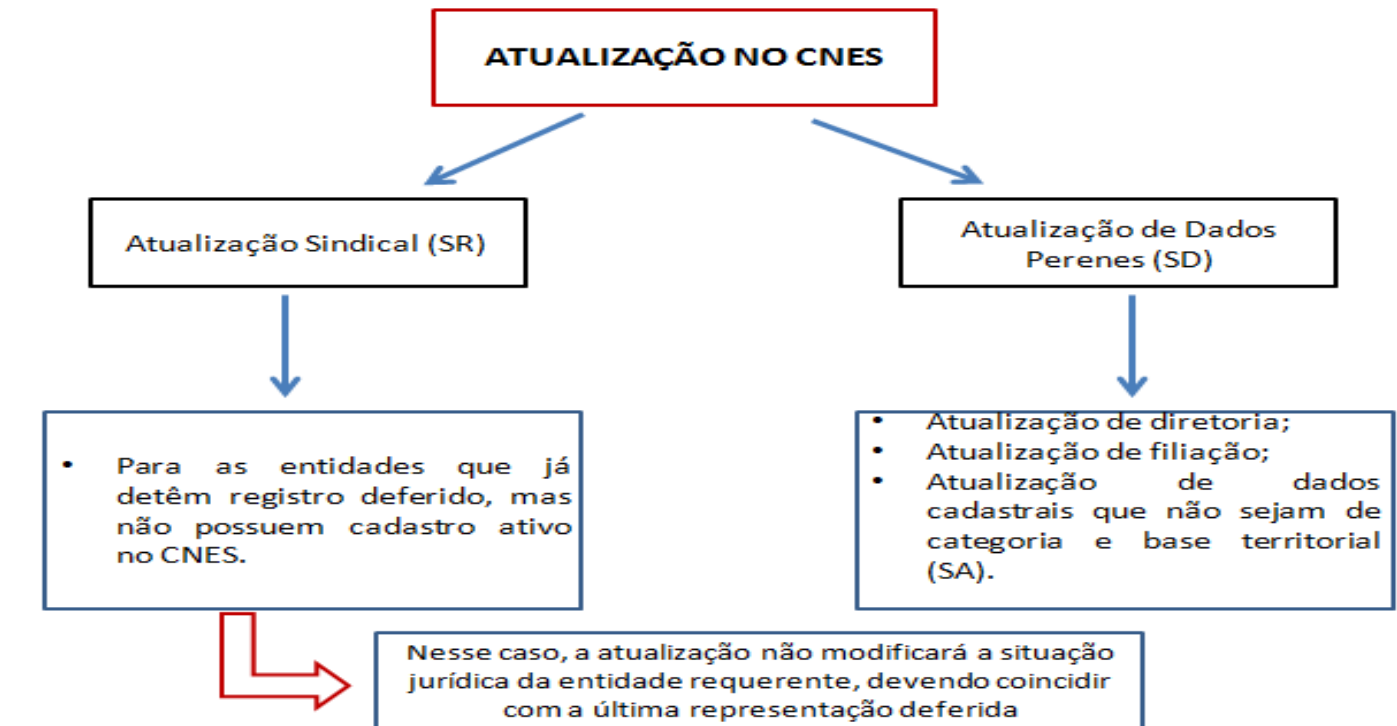 ATUALIZAÇÃO NO CNES
Atualização Sindical (SR)
Atualização de Dados
Perenes (SD)
• Para as entidades que já
detêm registro deferido, mas
não possuem cadastro ativo
no CNES.
• Atualização de diretoria;
• Atualização de filiação;
• Atualização de dados
cadastrais que não sejam de
categoria e base territorial
(SA).
Nesse caso, a atualização não modificará a situação
jurídica da entidade requerente, devendo coincidir
com a última representação deferida